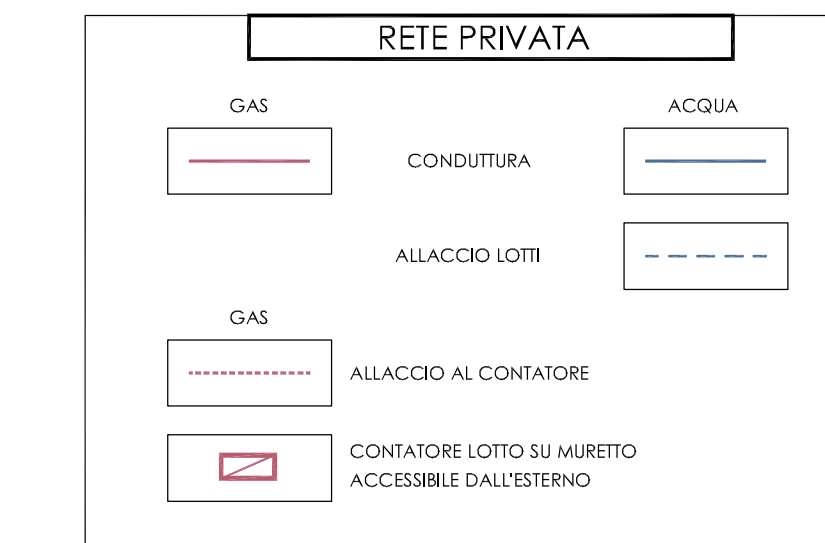 RETE PRIVATA
GAS
ACQUA
CONDUTTURA
ALLACCIO LOTTI
GAS
ALLACCIO AL CONTATORE
CONTATORE LOTTO SU MURETTO
ACCESSIBILE DALL'ESTERNO